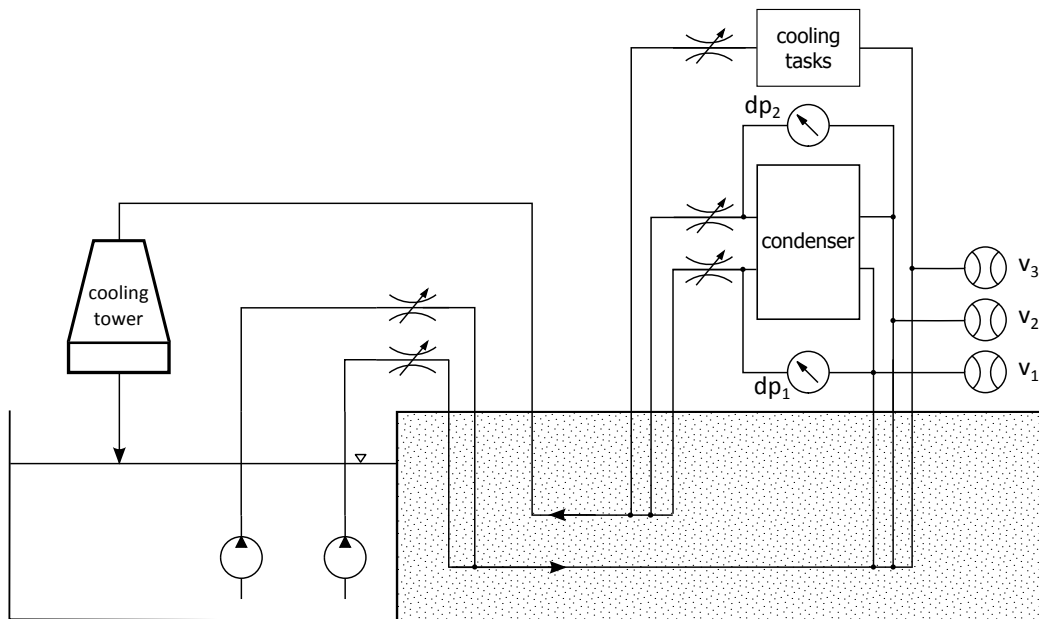 cooling
tasks
dp₂
condenser
cooling
tower
v₃
v₂
v₁
dp₁